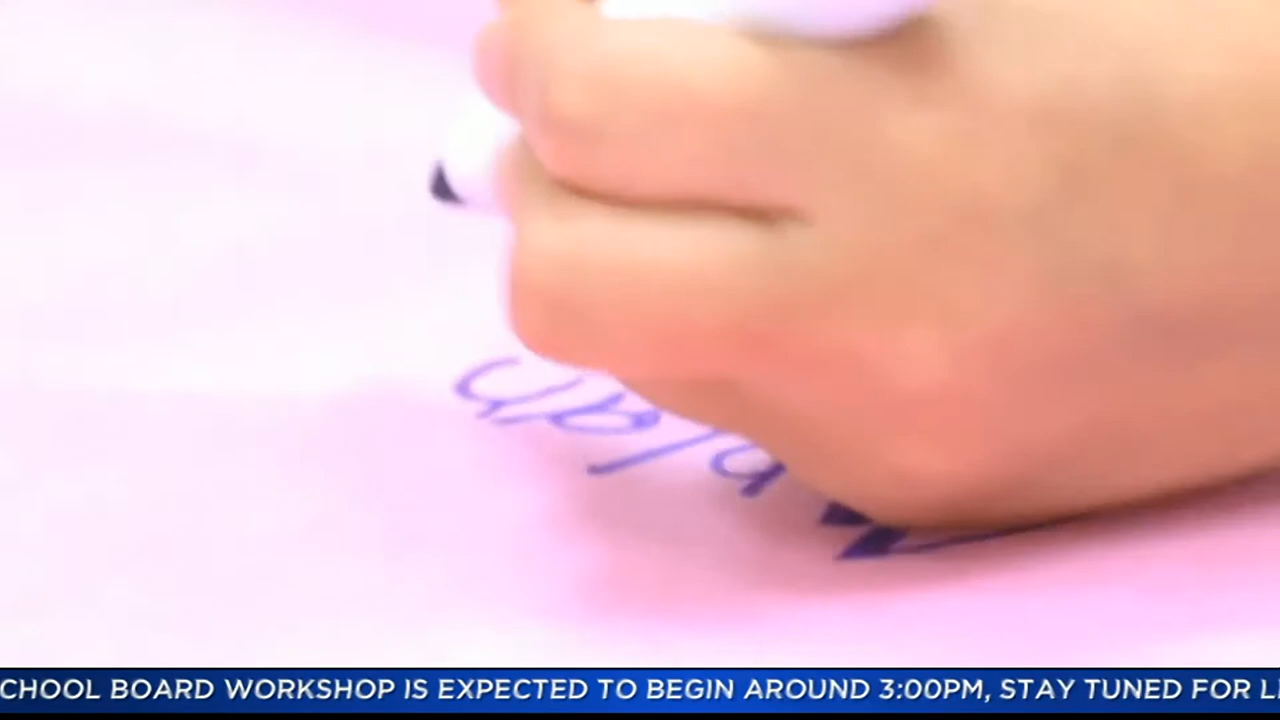 CHOOL BOARD WORKSHOP IS EXPECTED TO BEGIN AROUND 3:00PM, STAY TUNED FOR LI